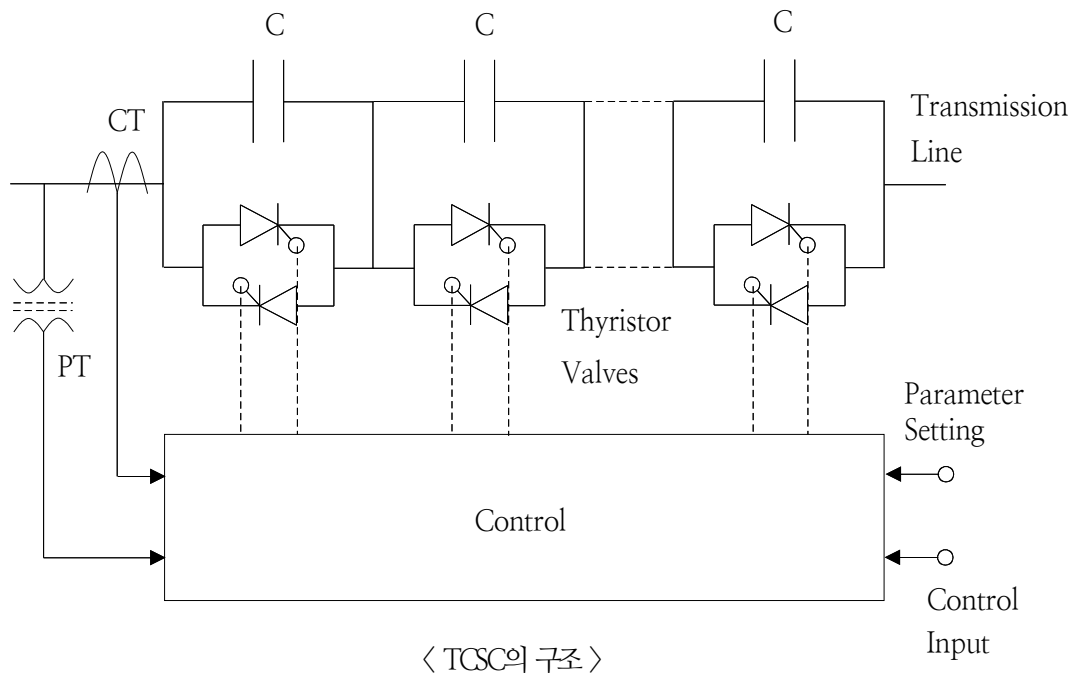 C
C
C
CT
Transmission
Line
Thyristor
Valves
PT
Parameter
Setting
Control
Control
Input
< TCSC의 구조 >